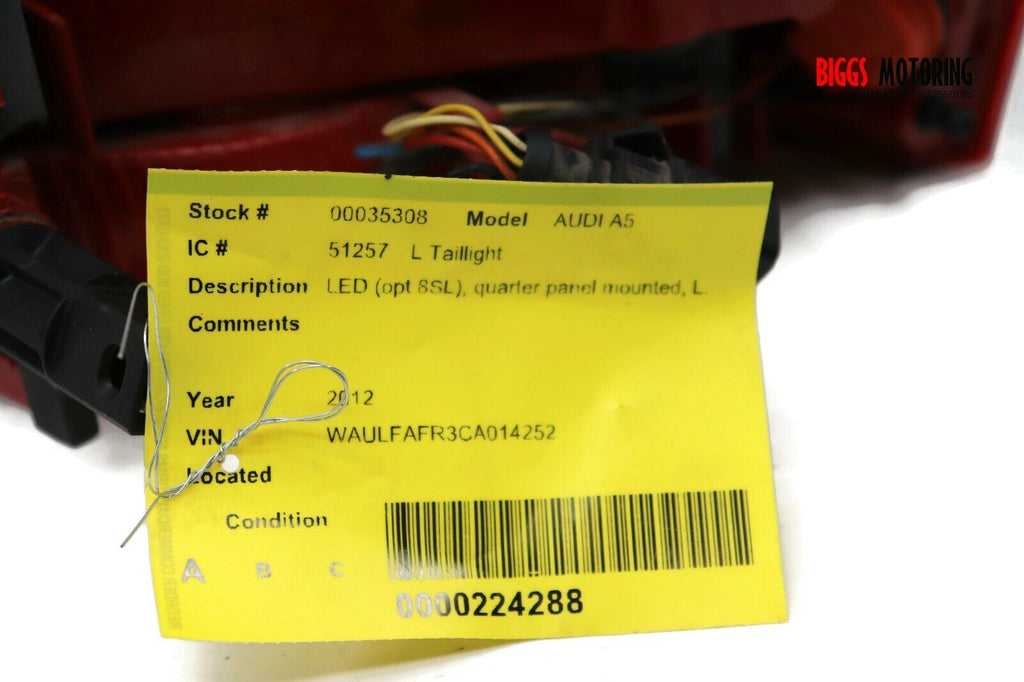 BIGGS MOTORING
Stock # 00035308 Model AUDI A5
IC # 51257 L Taillight
Description LED (opt 8SL), quarter panel mounted, L.
Comments
Year 2012
VIN WAULFAFR3CA014252
Located
Condition
A B C
0000224288